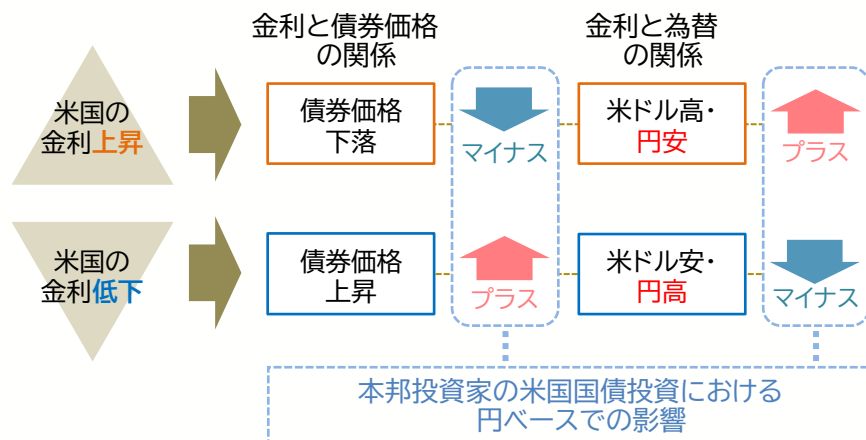 金利と債券価格
の関係
金利と為替
の関係
米国の
金利上昇
債券価格
下落
マイナス
米ドル高・
円安
プラス
米国の
金利低下
債券価格
上昇
プラス
米ドル安・
円高
マイナス
本邦投資家の米国国債投資における
円ベースでの影響